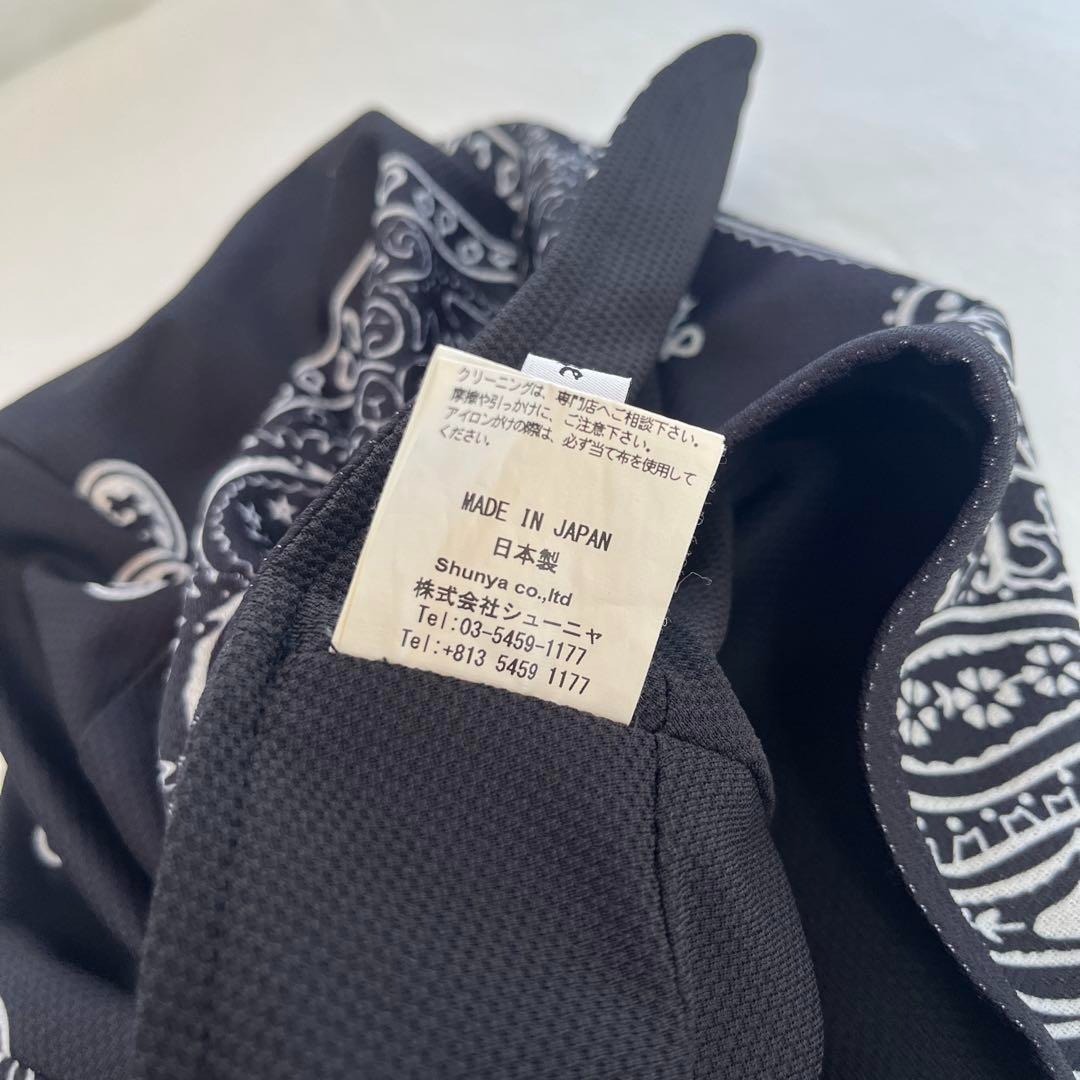 クリーニングは、専門店へご相談下さい。
摩擦や引っかけに、ご注意下さい。
アイロンがけの際は、必ず当て布を使用して
ください。
MADE IN JAPAN
日本製
Shunya co.,ltd
株式会社シューニャ
Tel:03-5459-1177
Tel:+813 5459 1177